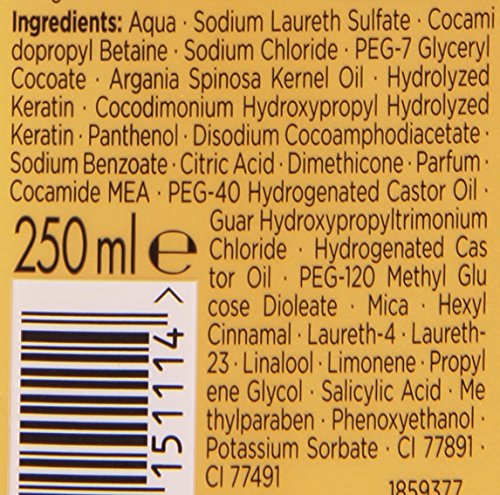 Ingredients: Aqua · Sodium Laureth Sulfate · Cocami
dopropyl Betaine · Sodium Chloride · PEG-7 Glyceryl
Cocoate · Argania Spinosa Kernel Oil · Hydrolyzed
Keratin · Cocodimonium Hydroxypropyl Hydrolyzed
Keratin · Panthenol · Disodium Cocoamphodiacetate ·
Sodium Benzoate · Citric Acid · Dimethicone · Parfum ·
Cocamide MEA · PEG-40 Hydrogenated Castor Oil ·
Guar Hydroxypropyltrimonium
Chloride · Hydrogenated Cas
tor Oil · PEG-120 Methyl Glu
cose Dioleate · Mica · Hexyl
Cinnamal · Laureth-4 · Laureth-
23 · Linalool · Limonene · Propyl
ene Glycol · Salicylic Acid · Me
thylparaben · Phenoxyethanol ·
Potassium Sorbate · CI 77891 ·
CI 77491
250 ml ℮
151114 >
1859377